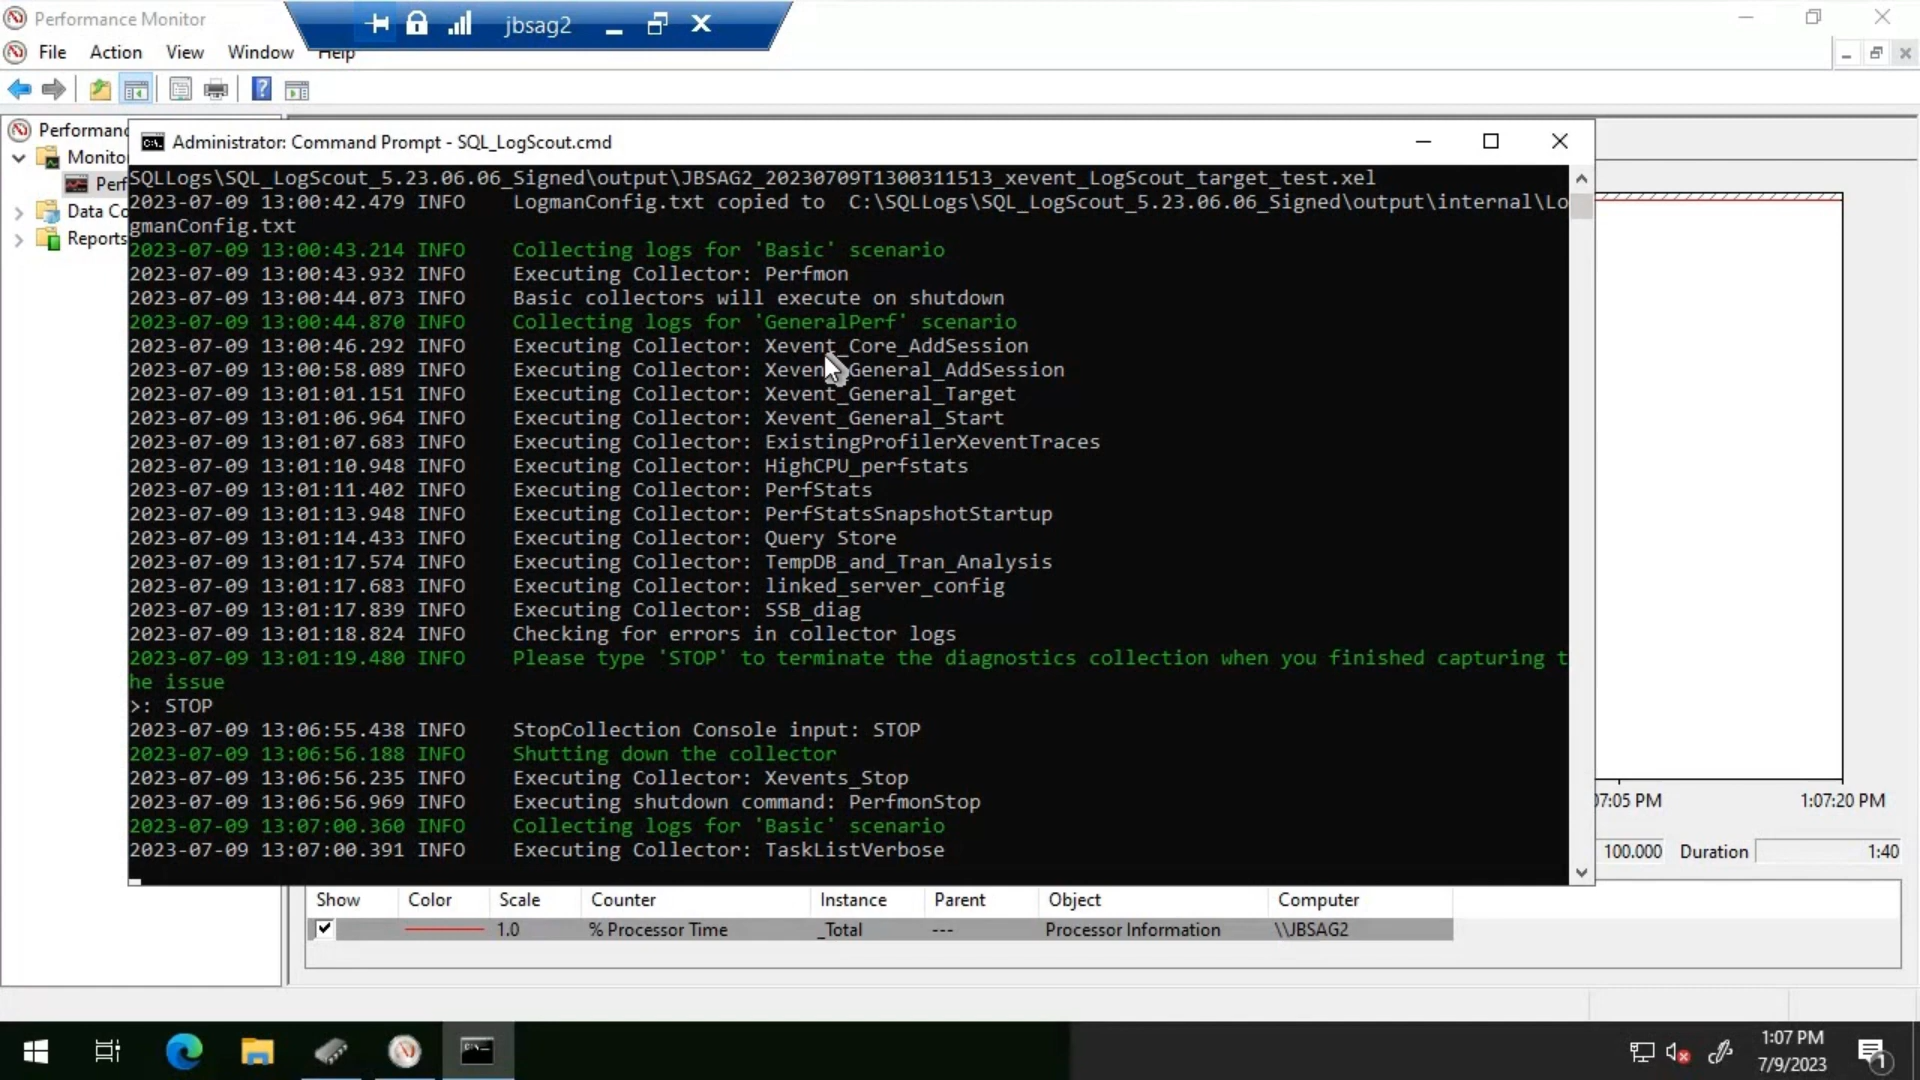 Performance Monitor
jbsag2
File Action View Window Help
Performanc
Monito
Perf
Data Co
Reports
Administrator: Command Prompt - SQL_LogScout.cmd
SQLLogs\SQL_LogScout_5.23.06.06_Signed\output\JBSAG2_20230709T1300311513_xevent_LogScout_target_test.xel
2023-07-09 13:00:42.479 INFO    LogmanConfig.txt copied to  C:\SQLLogs\SQL_LogScout_5.23.06.06_Signed\output\internal\Lo
gmanConfig.txt
2023-07-09 13:00:43.214 INFO    Collecting logs for 'Basic' scenario
2023-07-09 13:00:43.932 INFO    Executing Collector: Perfmon
2023-07-09 13:00:44.073 INFO    Basic collectors will execute on shutdown
2023-07-09 13:00:44.870 INFO    Collecting logs for 'GeneralPerf' scenario
2023-07-09 13:00:46.292 INFO    Executing Collector: Xevent_Core_AddSession
2023-07-09 13:00:58.089 INFO    Executing Collector: Xevent_General_AddSession
2023-07-09 13:01:01.151 INFO    Executing Collector: Xevent_General_Target
2023-07-09 13:01:06.964 INFO    Executing Collector: Xevent_General_Start
2023-07-09 13:01:07.683 INFO    Executing Collector: ExistingProfilerXeventTraces
2023-07-09 13:01:10.948 INFO    Executing Collector: HighCPU_perfstats
2023-07-09 13:01:11.402 INFO    Executing Collector: PerfStats
2023-07-09 13:01:13.948 INFO    Executing Collector: PerfStatsSnapshotStartup
2023-07-09 13:01:14.433 INFO    Executing Collector: Query Store
2023-07-09 13:01:17.574 INFO    Executing Collector: TempDB_and_Tran_Analysis
2023-07-09 13:01:17.683 INFO    Executing Collector: linked_server_config
2023-07-09 13:01:17.839 INFO    Executing Collector: SSB_diag
2023-07-09 13:01:18.824 INFO    Checking for errors in collector logs
2023-07-09 13:01:19.480 INFO    Please type 'STOP' to terminate the diagnostics collection when you finished capturing t
he issue
>: STOP
2023-07-09 13:06:55.438 INFO    StopCollection Console input: STOP
2023-07-09 13:06:56.188 INFO    Shutting down the collector
2023-07-09 13:06:56.235 INFO    Executing Collector: Xevents_Stop
2023-07-09 13:06:56.969 INFO    Executing shutdown command: PerfmonStop
2023-07-09 13:07:00.360 INFO    Collecting logs for 'Basic' scenario
2023-07-09 13:07:00.391 INFO    Executing Collector: TaskListVerbose
07:05 PM 1:07:20 PM
100.000 Duration 1:40
Show Color Scale Counter Instance Parent Object Computer
1.0 % Processor Time _Total --- Processor Information \\JBSAG2
1:07 PM
7/9/2023
1